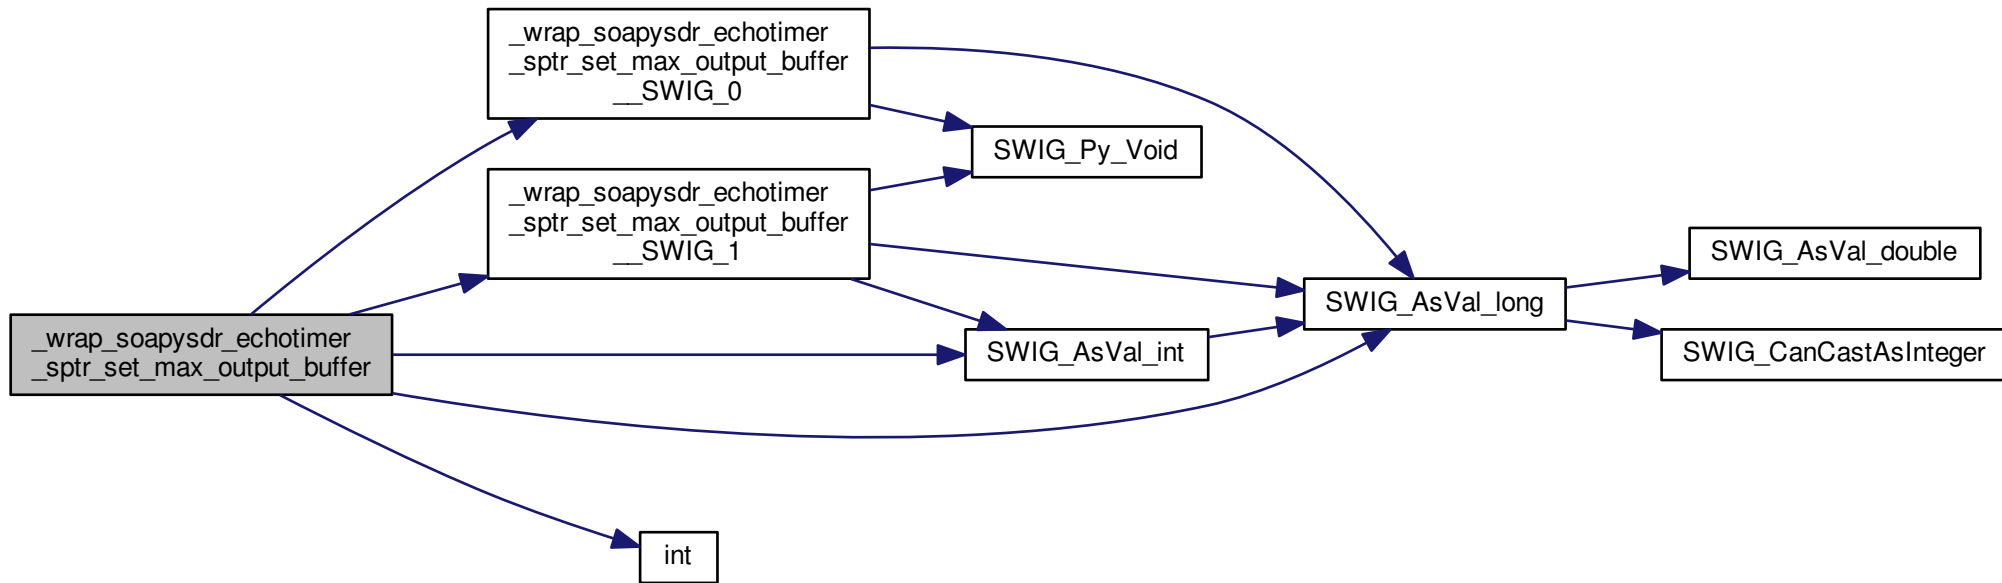 _wrap_soapysdr_echotimer
_sptr_set_max_output_buffer
__SWIG_0
SWIG_Py_Void
_wrap_soapysdr_echotimer
_sptr_set_max_output_buffer
__SWIG_1
SWIG_AsVal_double
SWIG_AsVal_long
_wrap_soapysdr_echotimer
_sptr_set_max_output_buffer
SWIG_AsVal_int
SWIG_CanCastAsInteger
int